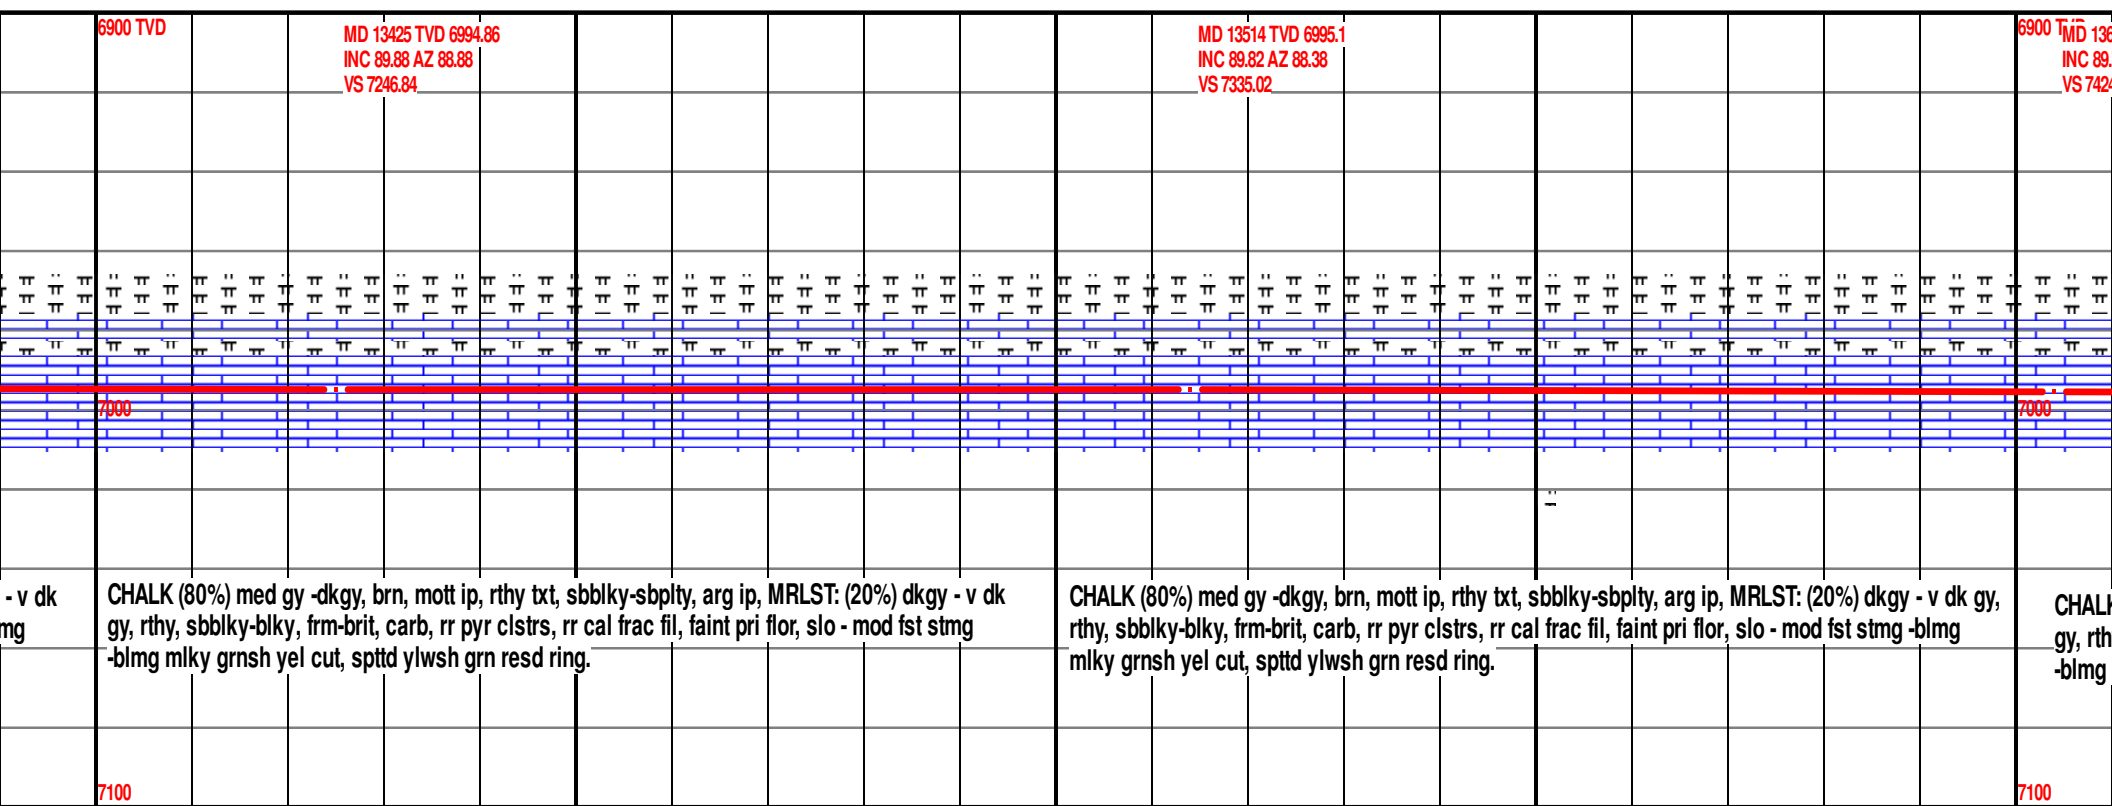 6900 TVD
MD 13425 TVD 6994.86
INC 89.88 AZ 88.88
VS 7246.84
MD 13514 TVD 6995.1
INC 89.82 AZ 88.38
VS 7335.02
6900 T
MD 136
INC 89.
VS 7424
7000
7000
- v dk
mg
CHALK (80%) med gy -dkgy, brn, mott ip, rthy txt, sbblky-sbplty, arg ip, MRLST: (20%) dkgy - v dk
gy, rthy, sbblky-blky, frm-brit, carb, rr pyr clstrs, rr cal frac fil, faint pri flor, slo - mod fst stmg
-blmg mlky grnsh yel cut, spttd ylwsh grn resd ring.
CHALK (80%) med gy -dkgy, brn, mott ip, rthy txt, sbblky-sbplty, arg ip, MRLST: (20%) dkgy - v dk gy,
rthy, sbblky-blky, frm-brit, carb, rr pyr clstrs, rr cal frac fil, faint pri flor, slo - mod fst stmg -blmg
mlky grnsh yel cut, spttd ylwsh grn resd ring.
CHALK
gy, rth
-blmg
7100
7100